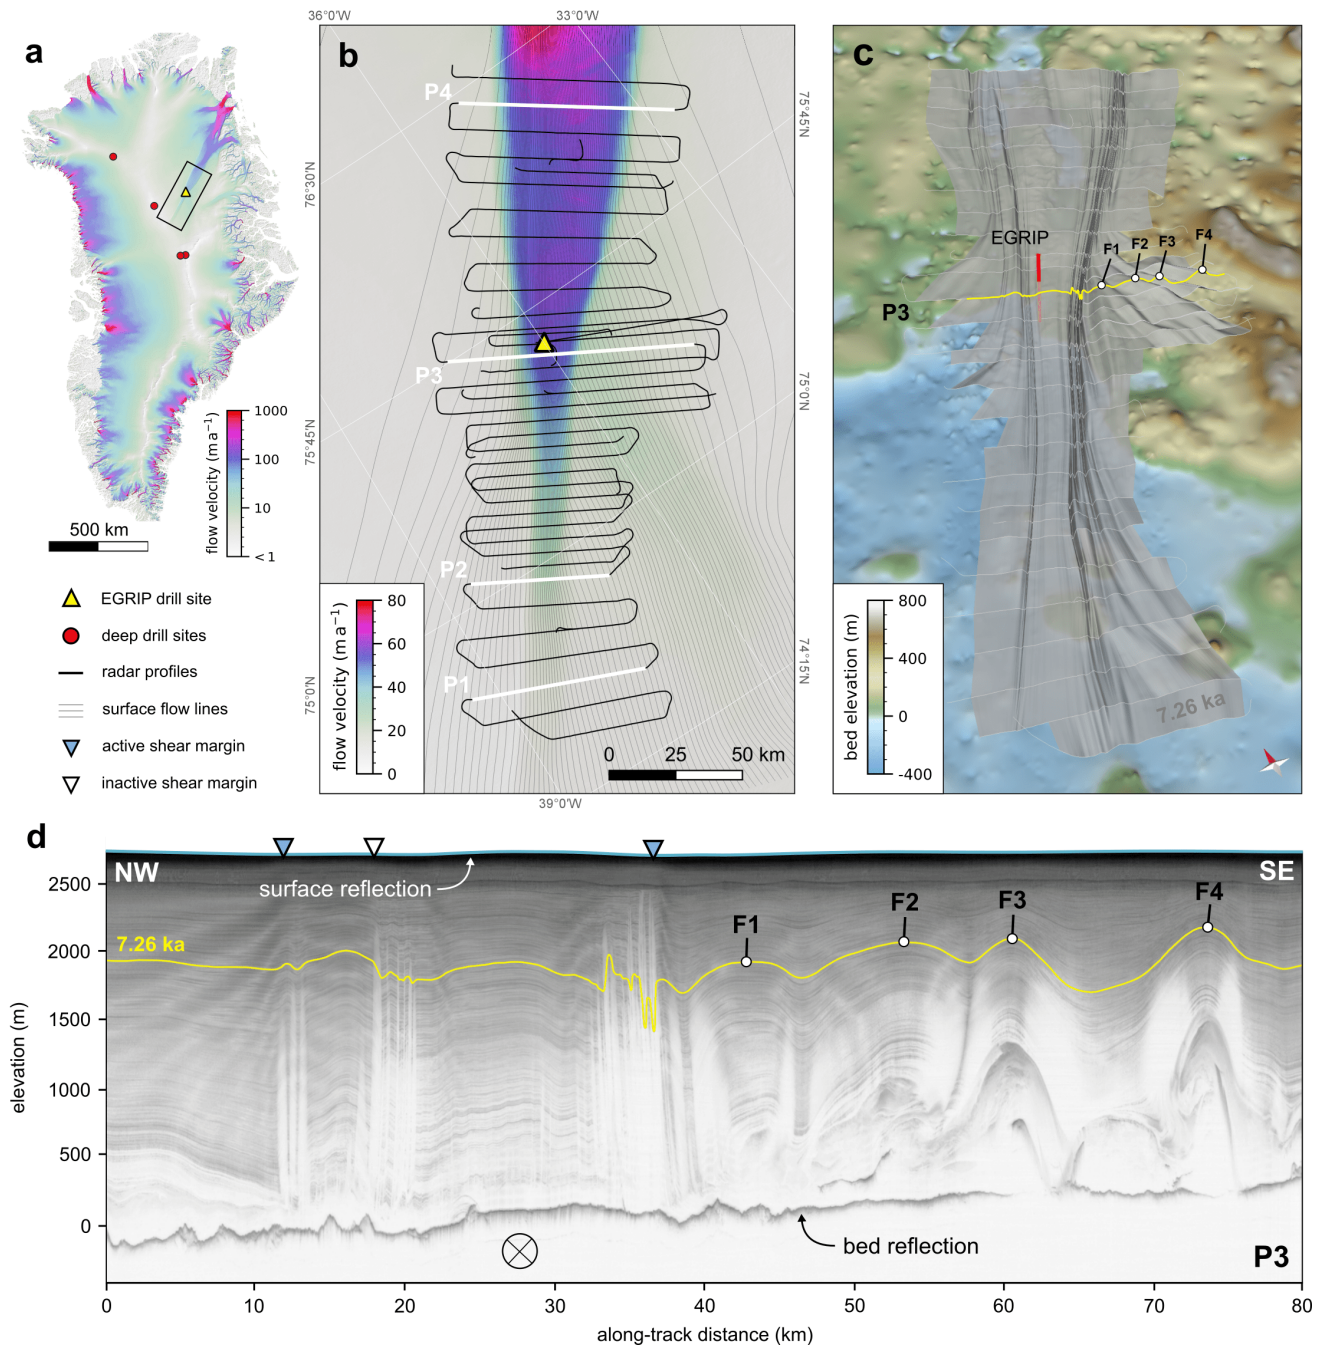 a
1000
100
10
<1
flow velocity (m a⁻¹)
500 km
EGRIP drill site
deep drill sites
radar profiles
surface flow lines
active shear margin
inactive shear margin
36°0'W
33°0'W
b
P4
75°45'N
76°30'N
P3
75°0'N
75°45'N
P2
74°15'N
P1
75°0'N
80
60
40
20
0
flow velocity (m a⁻¹)
0 25 50 km
39°0'W
c
EGRIP
F1
F2
F3
F4
P3
7.26 ka
800
400
0
-400
bed elevation (m)
d
NW
SE
surface reflection
7.26 ka
F1
F2
F3
F4
bed reflection
P3
2500
2000
1500
1000
500
0
elevation (m)
0 10 20 30 40 50 60 70 80
along-track distance (km)